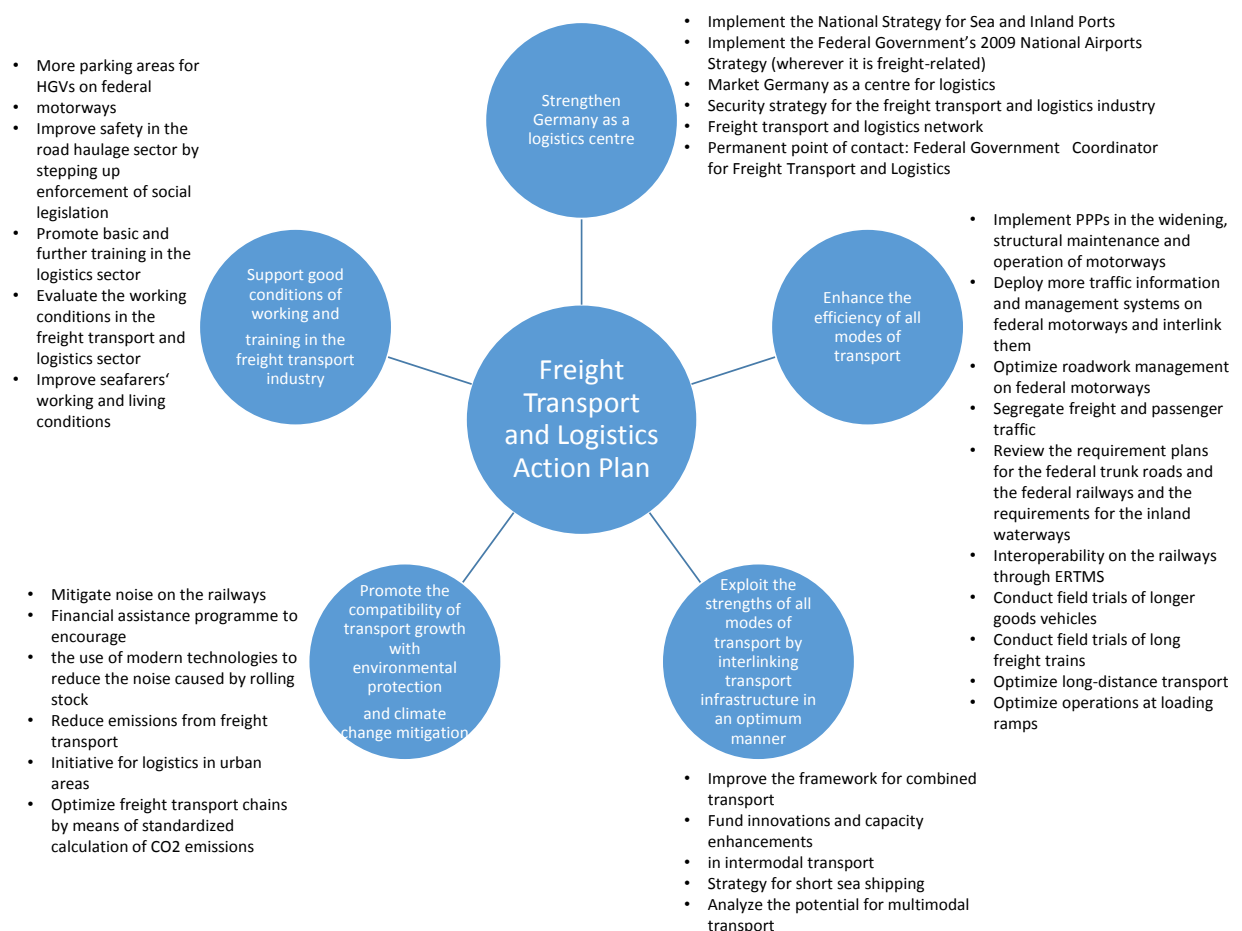 • Implement the National Strategy for Sea and Inland Ports
• Implement the Federal Government’s 2009 National Airports
Strategy (wherever it is freight-related)
• Market Germany as a centre for logistics
• Security strategy for the freight transport and logistics industry
• Freight transport and logistics network
• Permanent point of contact: Federal Government Coordinator
for Freight Transport and Logistics
Strengthen
Germany as a
logistics centre
• More parking areas for
HGVs on federal
• motorways
• Improve safety in the
road haulage sector by
stepping up
enforcement of social
legislation
• Promote basic and
further training in the
logistics sector
• Evaluate the working
conditions in the
freight transport and
logistics sector
• Improve seafarers‘
working and living
conditions
Support good
conditions of
working and
training in the
freight transport
industry
Enhance the
efficiency of all
modes of
transport
• Implement PPPs in the widening,
structural maintenance and
operation of motorways
• Deploy more traffic information
and management systems on
federal motorways and interlink
them
• Optimize roadwork management
on federal motorways
• Segregate freight and passenger
traffic
• Review the requirement plans
for the federal trunk roads and
the federal railways and the
requirements for the inland
waterways
• Interoperability on the railways
through ERTMS
• Conduct field trials of longer
goods vehicles
• Conduct field trials of long
freight trains
• Optimize long-distance transport
• Optimize operations at loading
ramps
Freight
Transport
and Logistics
Action Plan
• Mitigate noise on the railways
• Financial assistance programme to
encourage
• the use of modern technologies to
reduce the noise caused by rolling
stock
• Reduce emissions from freight
transport
• Initiative for logistics in urban
areas
• Optimize freight transport chains
by means of standardized
calculation of CO2 emissions
Promote the
compatibility of
transport growth
with
environmental
protection
and climate
change mitigation
Exploit the
strengths of all
modes of
transport by
interlinking
transport
infrastructure in
an optimum
manner
• Improve the framework for combined
transport
• Fund innovations and capacity
enhancements
• in intermodal transport
• Strategy for short sea shipping
• Analyze the potential for multimodal
transport